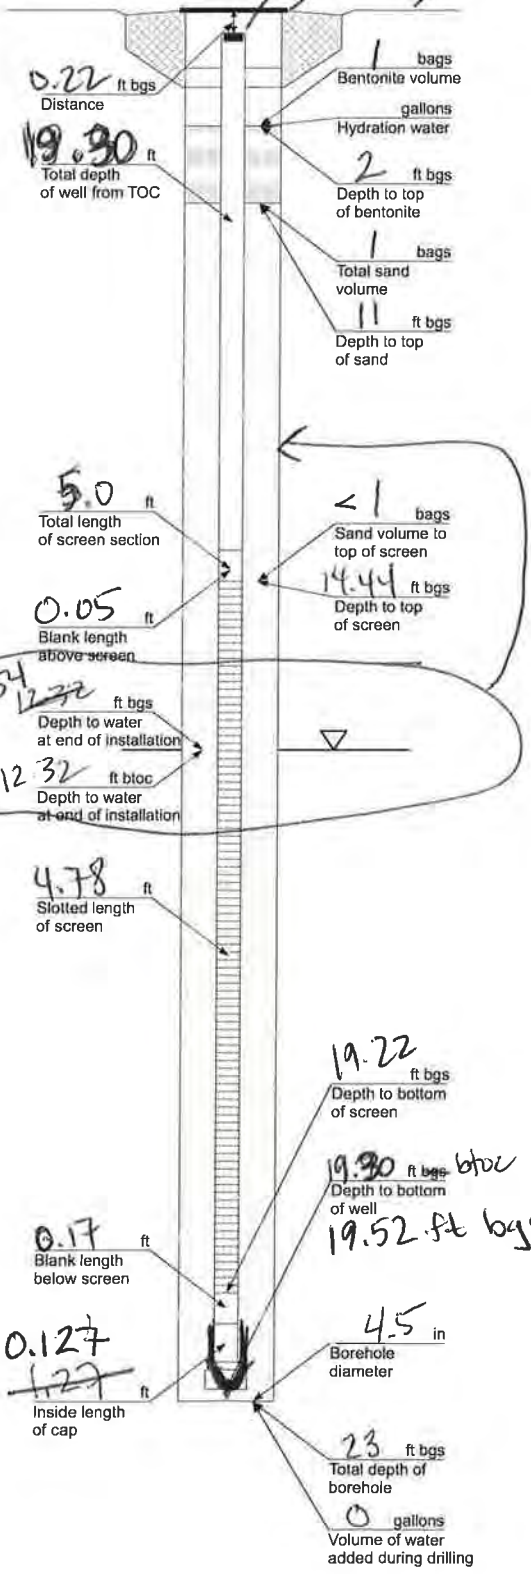 0.22 ft bgs
Distance
19.30 ft
Total depth
of well from TOC
1 bags
Bentonite volume
gallons
Hydration water
2 ft bgs
Depth to top
of bentonite
1 bags
Total sand
volume
11 ft bgs
Depth to top
of sand
5.0 ft
Total length
of screen section
<1 bags
Sand volume to
top of screen
14.44 ft bgs
Depth to top
of screen
0.05 ft
Blank length
above screen
54
12.32 ft bgs
Depth to water
at end of installation
12.32 ft btoc
Depth to water
at end of installation
4.78 ft
Slotted length
of screen
19.22
ft bgs
Depth to bottom
of screen
19.30 ft bgs btoc
Depth to bottom
of well
19.52 ft bgs
0.17 ft
Blank length
below screen
0.127
1.27 ft
Inside length
of cap
4.5 in
Borehole
diameter
23 ft bgs
Total depth of
borehole
0 gallons
Volume of water
added during drilling